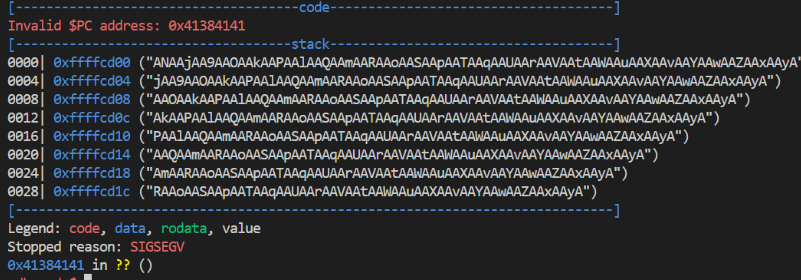 [-------------------------------------code-------------------------------------]
Invalid $PC address: 0x41384141
[------------------------------------stack-------------------------------------]
0000| 0xffffcd00 ("ANAAjAA9AAOAAkAAPAAlAAQAAmAARAAoAASAApAATAAqAAUAArAAVAAtAAWAAuAAXAAvAAYAAwAAZAAxAAyA"
0004| 0xffffcd04 ("jAA9AAOAAkAAPAAlAAQAAmAARAAoAASAApAATAAqAAUAArAAVAAtAAWAAuAAXAAvAAYAAwAAZAAxAAyA")
0008| 0xffffcd08 ("AAOAAkAAPAAlAAQAAmAARAAoAASAApAATAAqAAUAArAAVAAtAAWAAuAAXAAvAAYAAwAAZAAxAAyA")
0012| 0xffffcd0c ("AkAAPAAlAAQAAmAARAAoAASAApAATAAqAAUAArAAVAAtAAWAAuAAXAAvAAYAAwAAZAAxAAyA")
0016| 0xffffcd10 ("PAAlAAQAAmAARAAoAASAApAATAAqAAUAArAAVAAtAAWAAuAAXAAvAAYAAwAAZAAxAAyA")
0020| 0xffffcd14 ("AAQAAmAARAAoAASAApAATAAqAAUAArAAVAAtAAWAAuAAXAAvAAYAAwAAZAAxAAyA")
0024| 0xffffcd18 ("AmAARAAoAASAApAATAAqAAUAArAAVAAtAAWAAuAAXAAvAAYAAwAAZAAxAAyA")
0028| 0xffffcd1c ("RAAoAASAApAATAAqAAUAArAAVAAtAAWAAuAAXAAvAAYAAwAAZAAxAAyA")
[------------------------------------------------------------------------------]
Legend: code, data, rodata, value
Stopped reason: SIGSEGV
0x41384141 in ?? ()